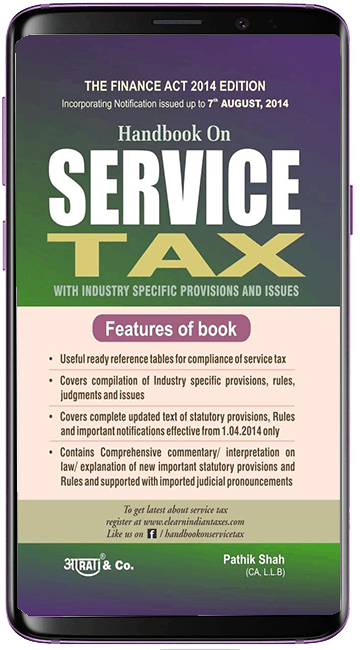 THE FINANCE ACT 2014 EDITION
Incorporating Notification issued up to 7th AUGUST, 2014
Handbook On
SERVICE
TAX
WITH INDUSTRY SPECIFIC PROVISIONS AND ISSUES
Features of book
• Useful ready reference tables for compliance of service tax
• Covers compilation of Industry specific provisions, rules,
judgments and issues
• Covers complete updated text of statutory provisions, Rules
and important notifications effective from 1.04.2014 only
• Contains Comprehensive commentary/ interpretation on
law/ explanation of new important statutory provisions and
Rules and supported with imported judicial pronouncements
To get latest about service tax
register at www.elearnindiantaxes.com
Like us on f / handbookonservicetax
आRATI® & Co.
Pathik Shah
(CA, L.L.B)